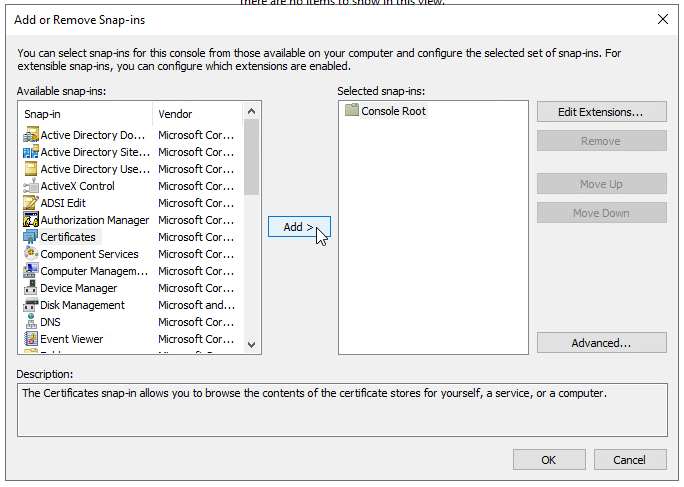 There are no items to show in this view.
Add or Remove Snap-ins
You can select snap-ins for this console from those available on your computer and configure the selected set of snap-ins. For
extensible snap-ins, you can configure which extensions are enabled.
Available snap-ins:
Selected snap-ins:
Snap-in Vendor
Active Directory Do... Microsoft Cor...
Active Directory Site... Microsoft Cor...
Active Directory Use... Microsoft Cor...
ActiveX Control Microsoft Cor...
ADSI Edit Microsoft Cor...
Authorization Manager Microsoft Cor...
Certificates Microsoft Cor...
Component Services Microsoft Cor...
Computer Managem... Microsoft Cor...
Device Manager Microsoft Cor...
Disk Management Microsoft and...
DNS Microsoft Cor...
Event Viewer Microsoft Cor...
Add >
Console Root
Edit Extensions...
Remove
Move Up
Move Down
Advanced...
Description:
The Certificates snap-in allows you to browse the contents of the certificate stores for yourself, a service, or a computer.
OK
Cancel